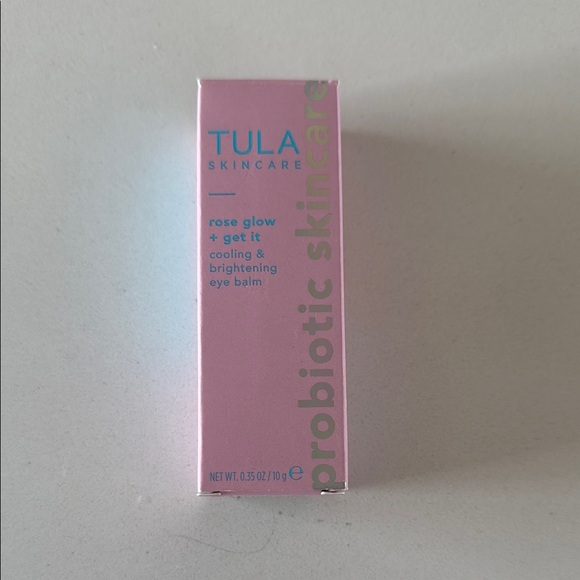 TULA
SKINCARE
rose glow
+ get it
cooling &
brightening
eye balm
NET WT. 0.35 OZ / 10 g ℮
probiotic skincare